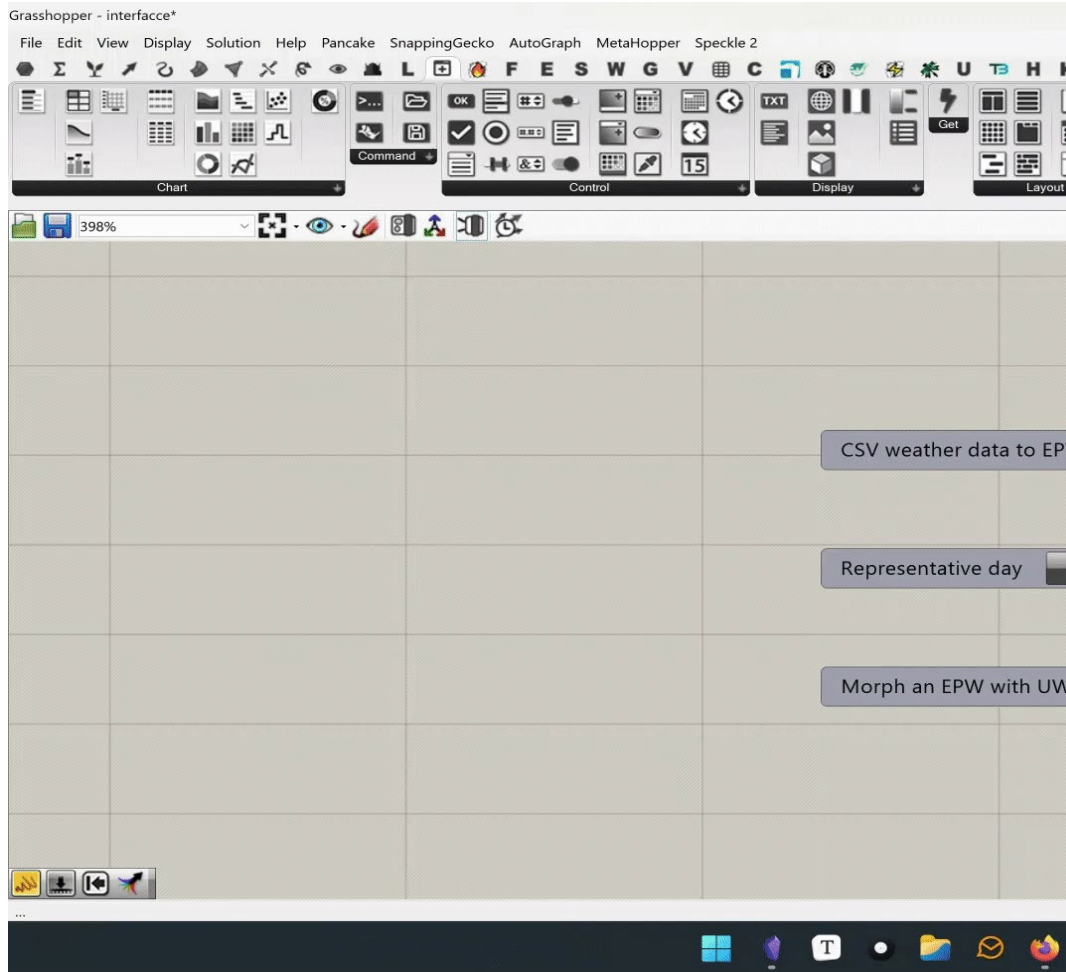 Grasshopper - interfacce*
File Edit View Display Solution Help Pancake SnappingGecko AutoGraph MetaHopper Speckle 2
L F E S W G V C U T3 H
OK # TXT Get
&
Command 15
Chart Control Display Layout
398%
CSV weather data to EP
Representative day
Morph an EPW with UW
...
T